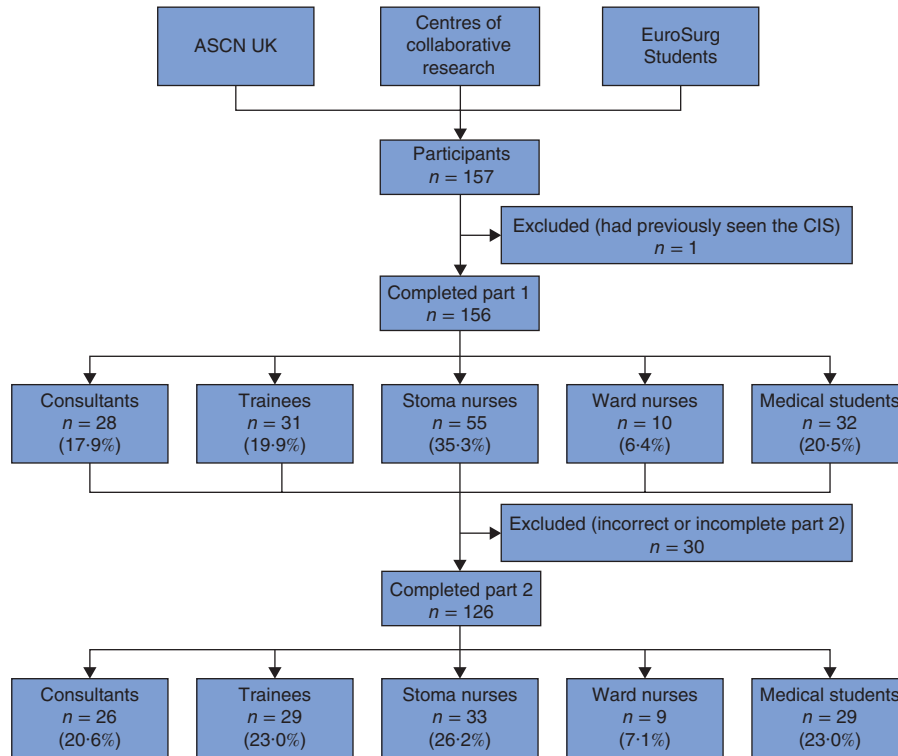 ASCN UK
Centres of
collaborative
research
EuroSurg
Students
Participants
n = 157
Excluded (had previously seen the CIS)
n = 1
Completed part 1
n = 156
Consultants
n = 28
(17·9%)
Trainees
n = 31
(19·9%)
Stoma nurses
n = 55
(35·3%)
Ward nurses
n = 10
(6·4%)
Medical students
n = 32
(20·5%)
Excluded (incorrect or incomplete part 2)
n = 30
Completed part 2
n = 126
Consultants
n = 26
(20·6%)
Trainees
n = 29
(23·0%)
Stoma nurses
n = 33
(26·2%)
Ward nurses
n = 9
(7·1%)
Medical students
n = 29
(23·0%)